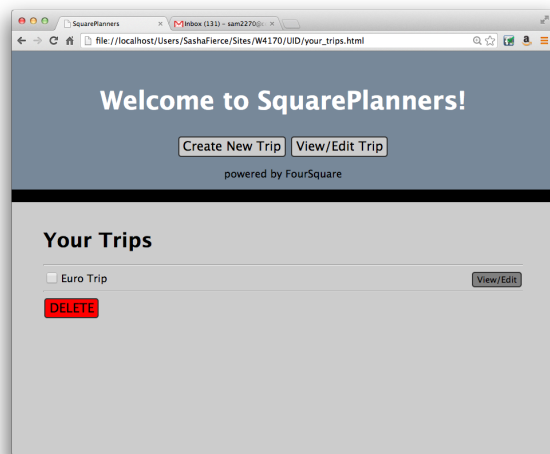 SquarePlanners
Inbox (131) – sam2270@c
file://localhost/Users/SashaFierce/Sites/W4170/UID/your_trips.html
Welcome to SquarePlanners!
Create New Trip View/Edit Trip
powered by FourSquare
Your Trips
Euro Trip View/Edit
DELETE